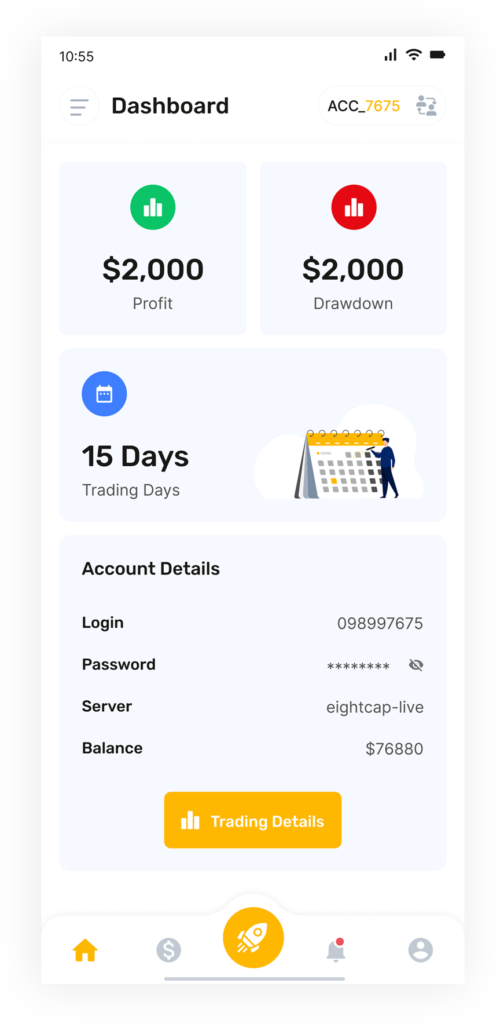 10:55
Dashboard
ACC_7675
$2,000
Profit
$2,000
Drawdown
15 Days
Trading Days
Account Details
Login
098997675
Password
********
Server
eightcap-live
Balance
$76880
Trading Details